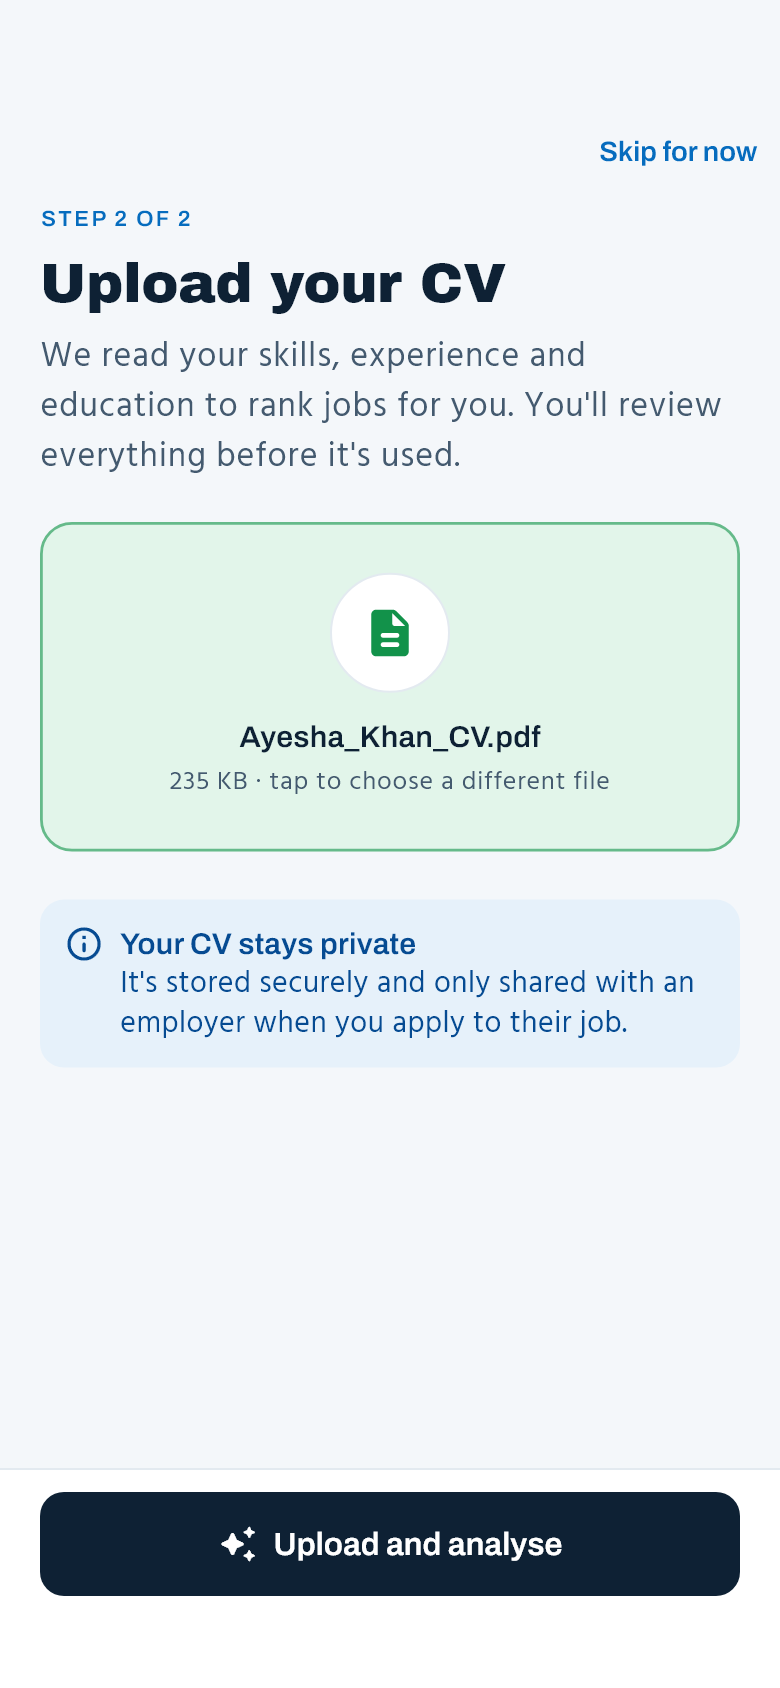 Skip for now
STEP 2 OF 2
Upload your CV
We read your skills, experience and
education to rank jobs for you. You'll review
everything before it's used.
Ayesha_Khan_CV.pdf
235 KB · tap to choose a different file
Your CV stays private
It's stored securely and only shared with an
employer when you apply to their job.
Upload and analyse